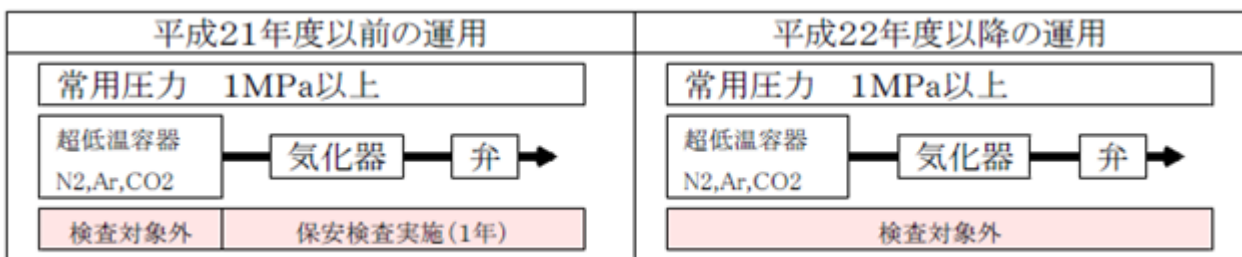 平成21年度以前の運用
常用圧力 1MPa以上
超低温容器
N2,Ar,CO2
気化器
弁
検査対象外
保安検査実施(1年)
平成22年度以降の運用
常用圧力 1MPa以上
超低温容器
N2,Ar,CO2
気化器
弁
検査対象外